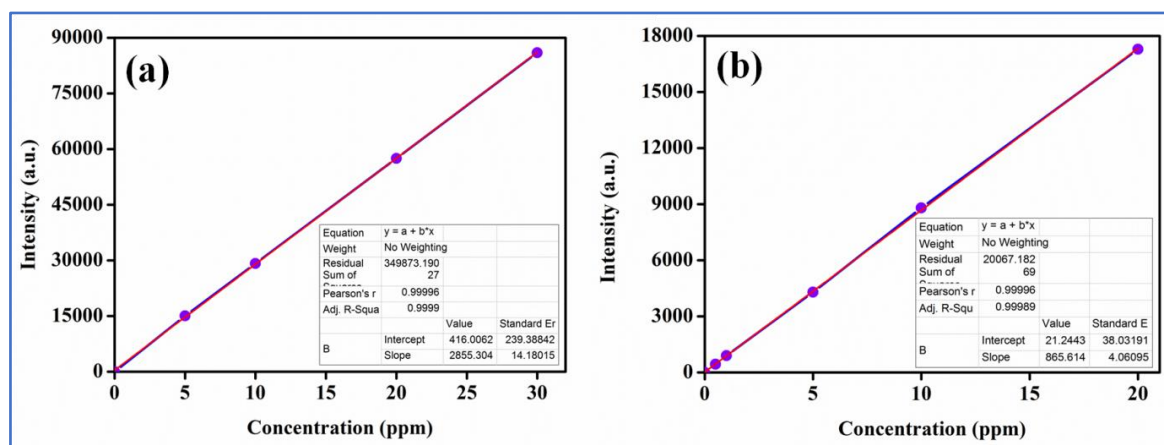 (a)
90000
75000
60000
45000
30000
15000
0
Intensity (a.u.)
0 5 10 15 20 25 30
Concentration (ppm)
Equation y = a + b*x
Weight No Weighting
Residual 349873.190
Sum of 27
Pearson's r 0.99996
Adj. R-Squa 0.9999
Value Standard Er
B Intercept 416.0062 239.38842
Slope 2855.304 14.18015
(b)
18000
15000
12000
9000
6000
3000
0
Intensity (a.u.)
0 5 10 15 20
Concentration (ppm)
Equation y = a + b*x
Weight No Weighting
Residual 20067.182
Sum of 69
Pearson's r 0.99996
Adj. R-Squa 0.99989
Value Standard E
B Intercept 21.2443 38.03191
Slope 865.614 4.06095